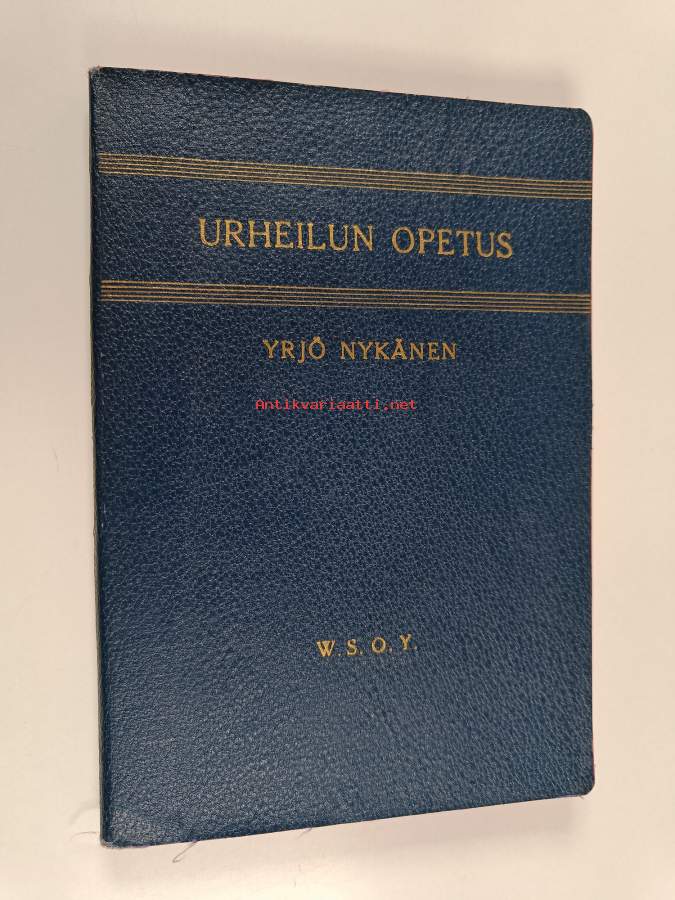 URHEILUN OPETUS
YRJÖ NYKÄNEN
Antikvariaatti.net
W.S.O.Y.